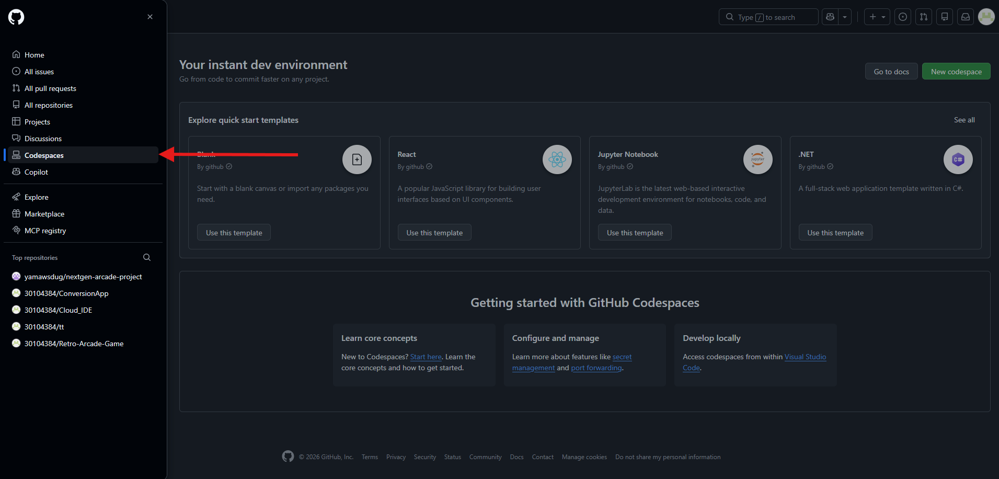 Type / to search
Home
All issues
All pull requests
All repositories
Projects
Discussions
Codespaces
Copilot
Explore
Marketplace
MCP registry
Top repositories
yamawsdug/nextgen-arcade-project
30104384/ConversionApp
30104384/Cloud_IDE
30104384/tt
30104384/Retro-Arcade-Game
Your instant dev environment
Go from code to commit faster on any project.
Go to docs
New codespace
Explore quick start templates
See all
Blank
By github
Start with a blank canvas or import any packages you
need.
Use this template
React
By github
A popular JavaScript library for building user
interfaces based on UI components.
Use this template
Jupyter Notebook
By github
jupyter
JupyterLab is the latest web-based interactive
development environment for notebooks, code, and
data.
Use this template
.NET
By github
C#
A full-stack web application template written in C#.
Use this template
Getting started with GitHub Codespaces
Learn core concepts
New to Codespaces? Start here. Learn the
core concepts and how to get started.
Configure and manage
Learn more about features like secret
management and port forwarding.
Develop locally
Access codespaces from within Visual Studio
Code.
© 2026 GitHub, Inc. Terms Privacy Security Status Community Docs Contact Manage cookies Do not share my personal information